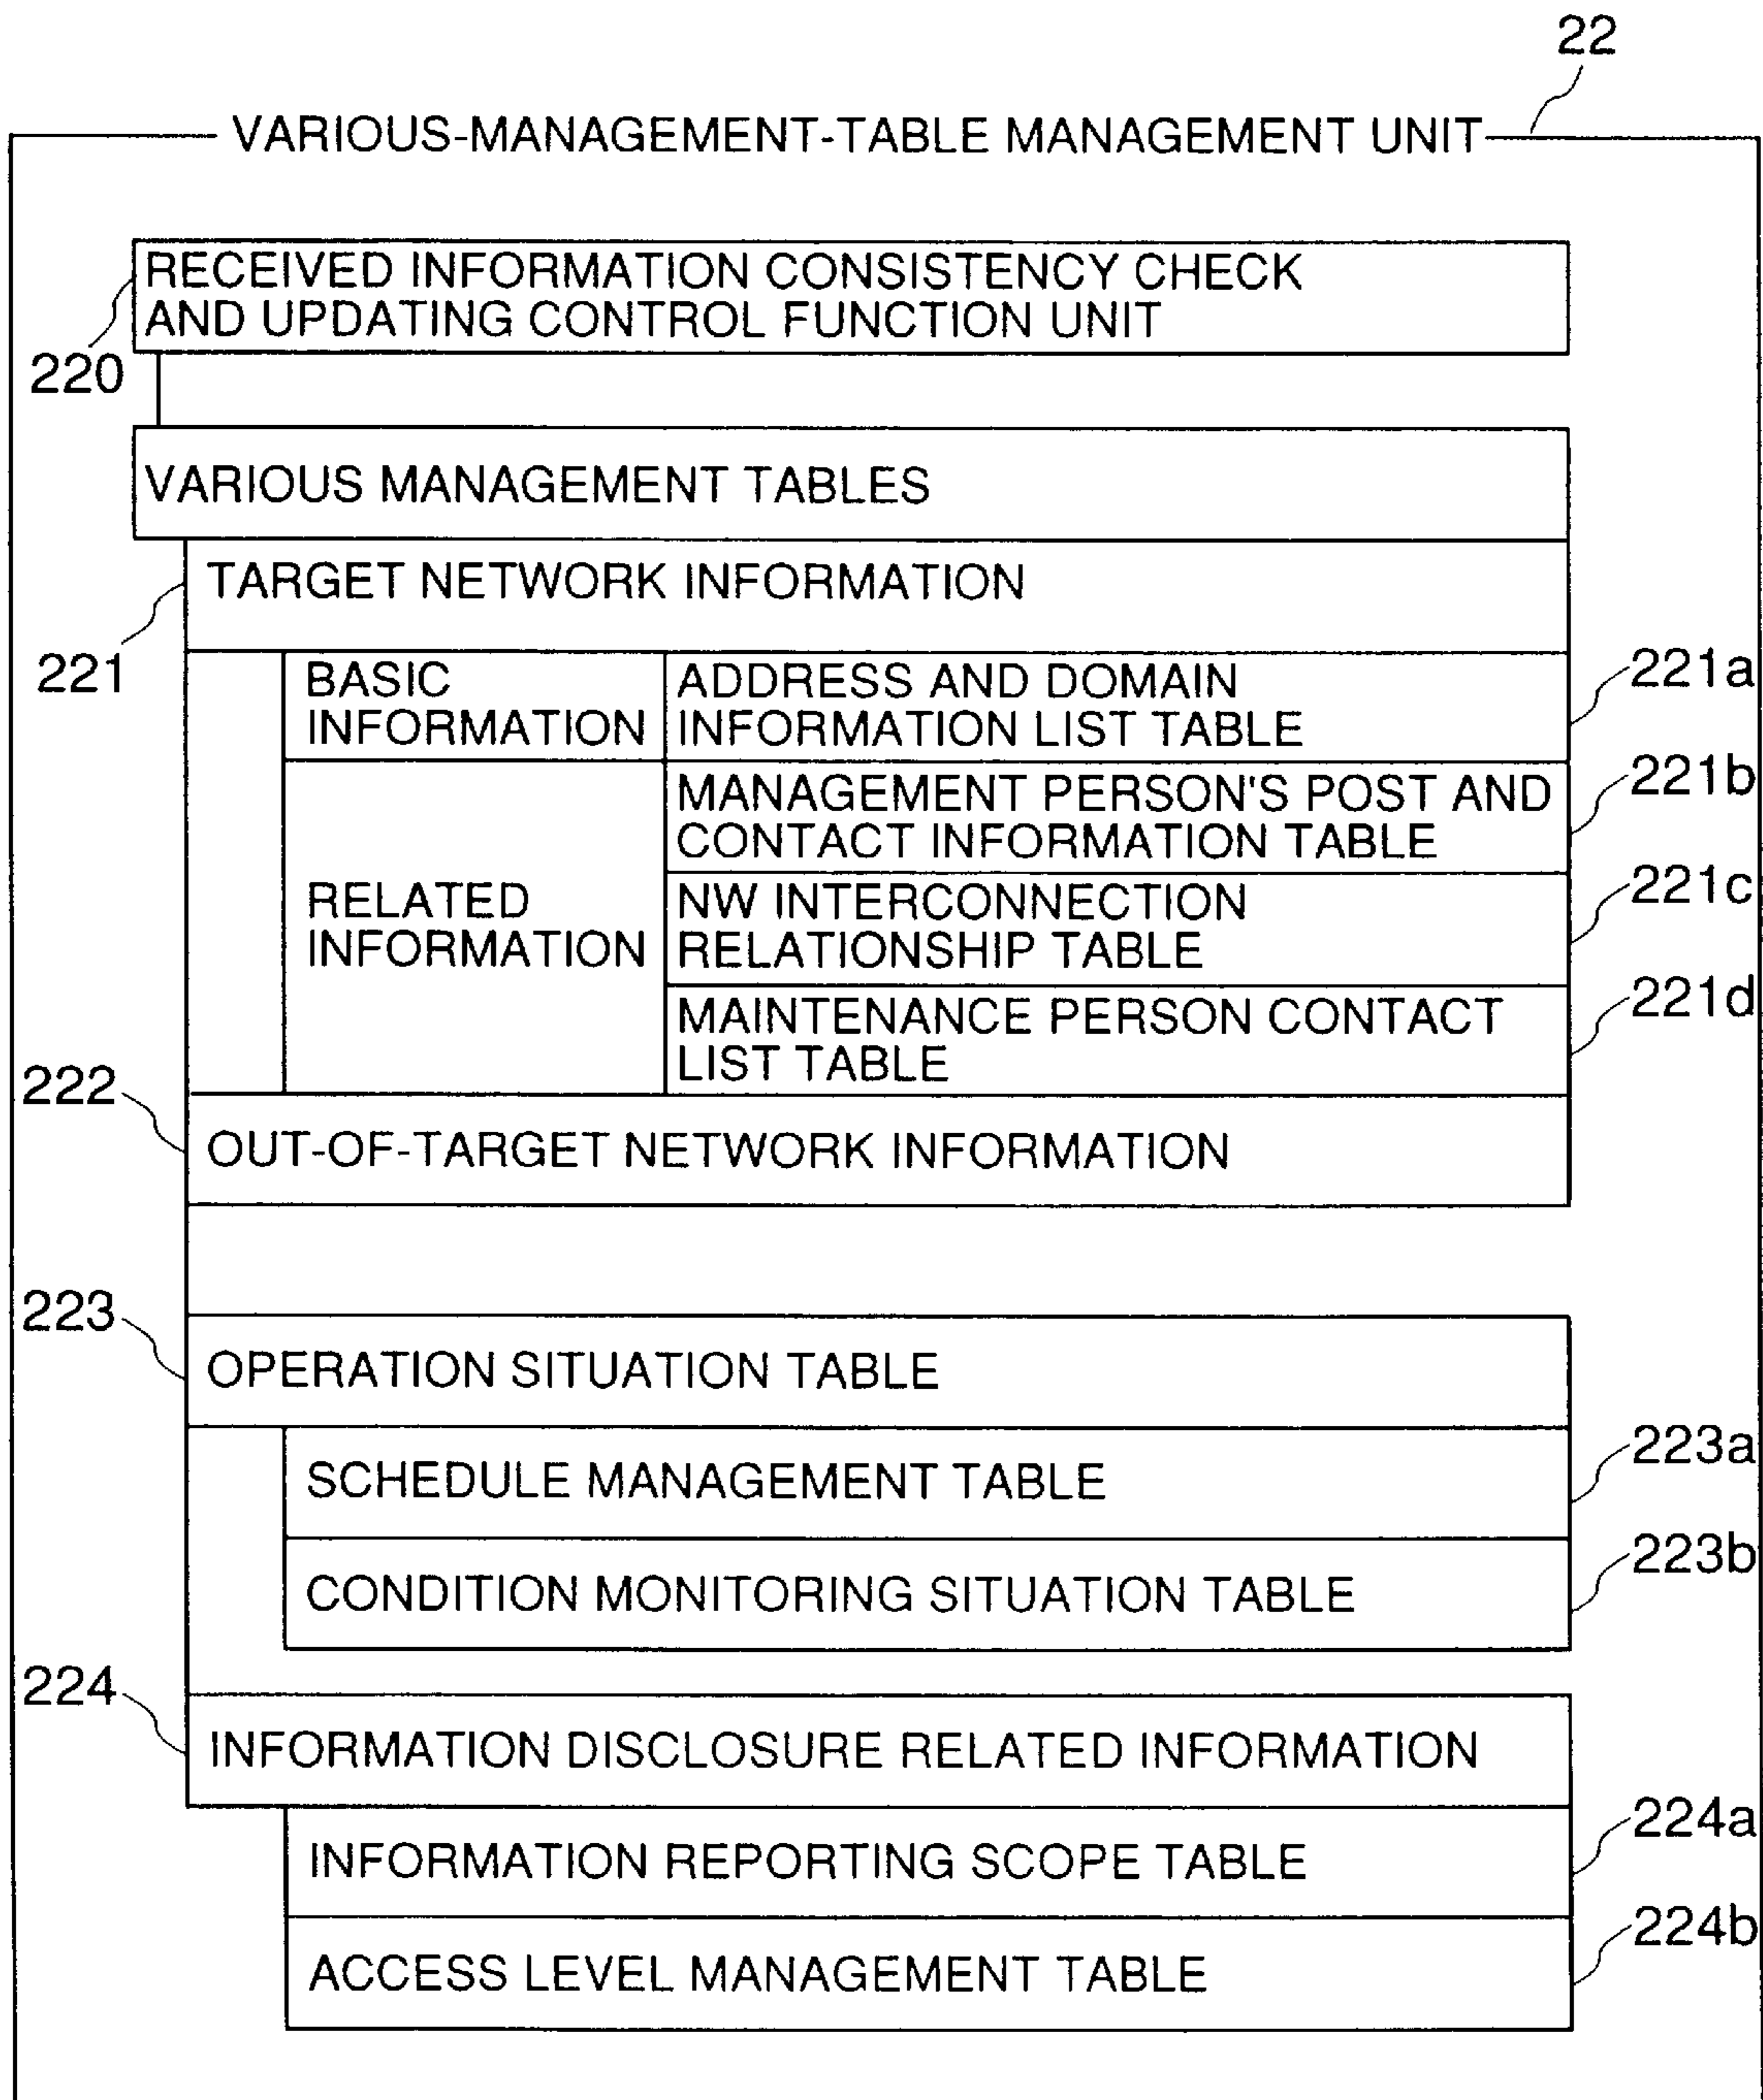 22
VARIOUS-MANAGEMENT-TABLE MANAGEMENT UNIT
RECEIVED INFORMATION CONSISTENCY CHECK
AND UPDATING CONTROL FUNCTION UNIT
220
VARIOUS MANAGEMENT TABLES
TARGET NETWORK INFORMATION
221
BASIC
INFORMATION
ADDRESS AND DOMAIN
INFORMATION LIST TABLE
221a
RELATED
INFORMATION
MANAGEMENT PERSON'S POST AND
CONTACT INFORMATION TABLE
221b
NW INTERCONNECTION
RELATIONSHIP TABLE
221c
MAINTENANCE PERSON CONTACT
LIST TABLE
221d
222
OUT-OF-TARGET NETWORK INFORMATION
223
OPERATION SITUATION TABLE
SCHEDULE MANAGEMENT TABLE
223a
CONDITION MONITORING SITUATION TABLE
223b
224
INFORMATION DISCLOSURE RELATED INFORMATION
INFORMATION REPORTING SCOPE TABLE
224a
ACCESS LEVEL MANAGEMENT TABLE
224b